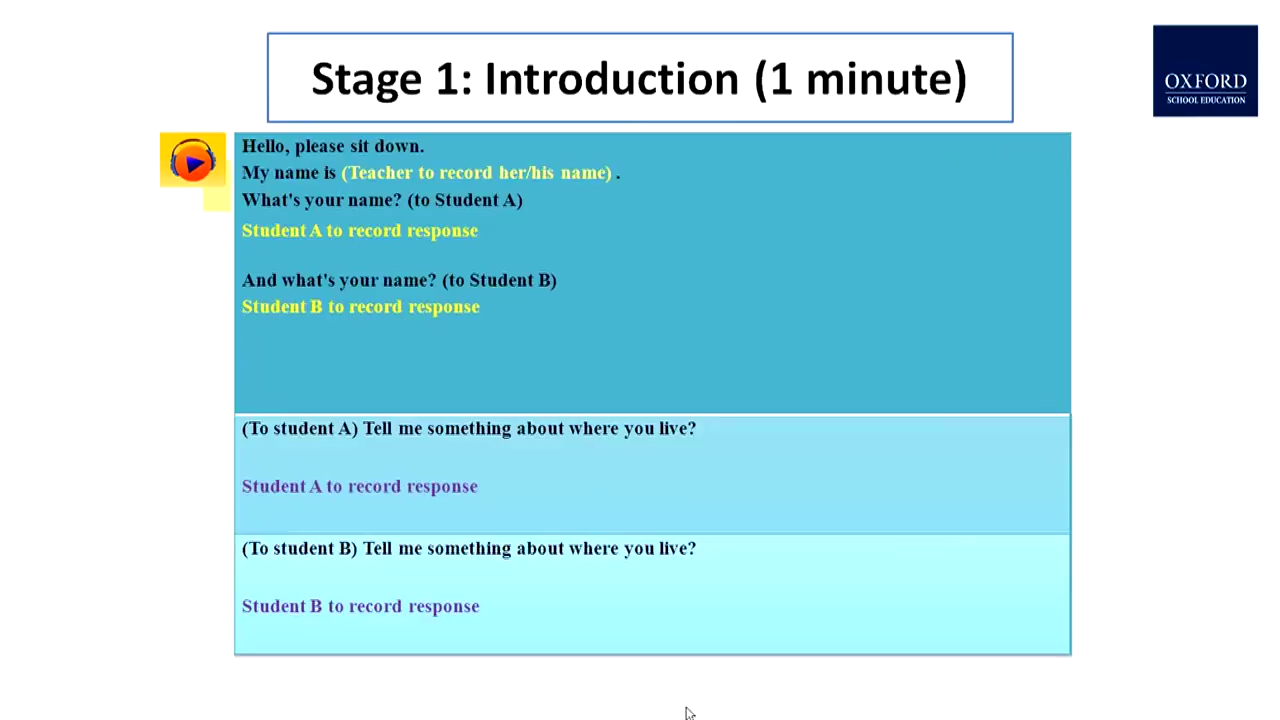 Stage 1: Introduction (1 minute)
OXFORD
SCHOOL EDUCATION
Hello, please sit down.
My name is (Teacher to record her/his name) .
What's your name? (to Student A)
Student A to record response
And what's your name? (to Student B)
Student B to record response
(To student A) Tell me something about where you live?
Student A to record response
(To student B) Tell me something about where you live?
Student B to record response